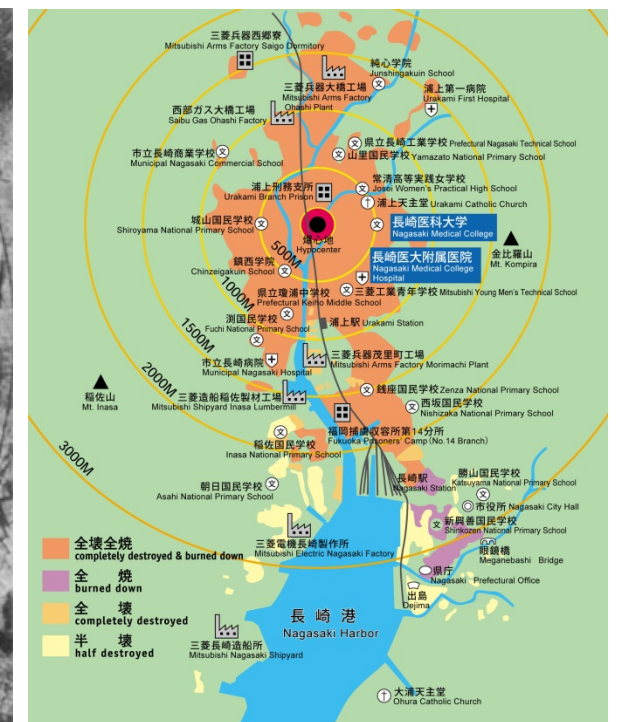 三菱兵器西郷寮
Mitsubishi Arms Factory Saigo Dormitory
純心学院
Junshingakuin School
三菱兵器大橋工場
Mitsubishi Arms Factory
Ohashi Plant
浦上第一病院
Urakami First Hospital
西部ガス大橋工場
Saibu Gas Ohashi Factory
県立長崎工業学校 Prefectural Nagasaki Technical School
市立長崎商業学校
Municipal Nagasaki Commercial School
山里国民学校 Yamazato National Primary School
浦上刑務支所
Urakami Branch Prison
常清高等実践女学校
Josei Women's Practical High School
浦上天主堂 Urakami Catholic Church
城山国民学校
Shiroyama National Primary School
爆心地
Hypocenter
長崎医科大学
Nagasaki Medical College
500M
長崎医大附属医院
Nagasaki Medical College
Hospital
金比羅山
Mt. Kompira
鎮西学院
Chinzeigakuin School
1000M
県立瓊浦中学校
Prefectural Keiho Middle School
三菱工業青年学校 Mitsubishi Young Men's Technical School
1500M
渕国民学校
Fuchi National Primary School
浦上駅 Urakami Station
市立長崎病院
Municipal Nagasaki Hospital
三菱兵器茂里町工場
Mitsubishi Arms Factory Morimachi Plant
2000M
稲佐山
Mt. Inasa
三菱造船稲佐製材工場
Mitsubishi Shipyard Inasa Lumbermill
銭座国民学校 Zenza National Primary School
西坂国民学校
Nishizaka National Primary School
3000M
福岡捕虜収容所第14分所
Fukuoka Prisoners' Camp (No.14 Branch)
稲佐国民学校
Inasa National Primary School
朝日国民学校
Asahi National Primary School
長崎駅
Nagasaki Station
勝山国民学校
Katsuyama National Primary School
市役所 Nagasaki City Hall
新興善国民学校
Shinkozen National Primary School
三菱電機長崎製作所
Mitsubishi Electric Nagasaki Factory
眼鏡橋
Meganebashi Bridge
県庁
Nagasaki Prefectural Office
出島
Dejima
全壊全焼
completely destroyed & burned down
全 焼
burned down
全 壊
completely destroyed
半 壊
half destroyed
長崎港
Nagasaki Harbor
三菱長崎造船所
Mitsubishi Nagasaki Shipyard
大浦天主堂
Ohura Catholic Church